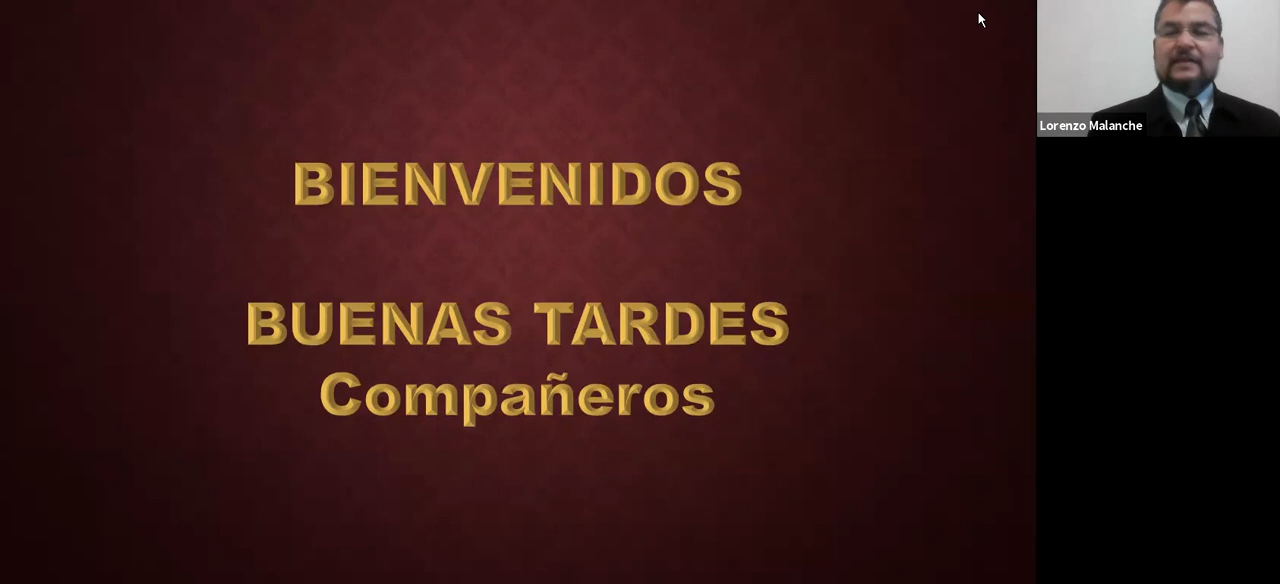 BIENVENIDOS
BUENAS TARDES
Compañeros
Lorenzo Malanche